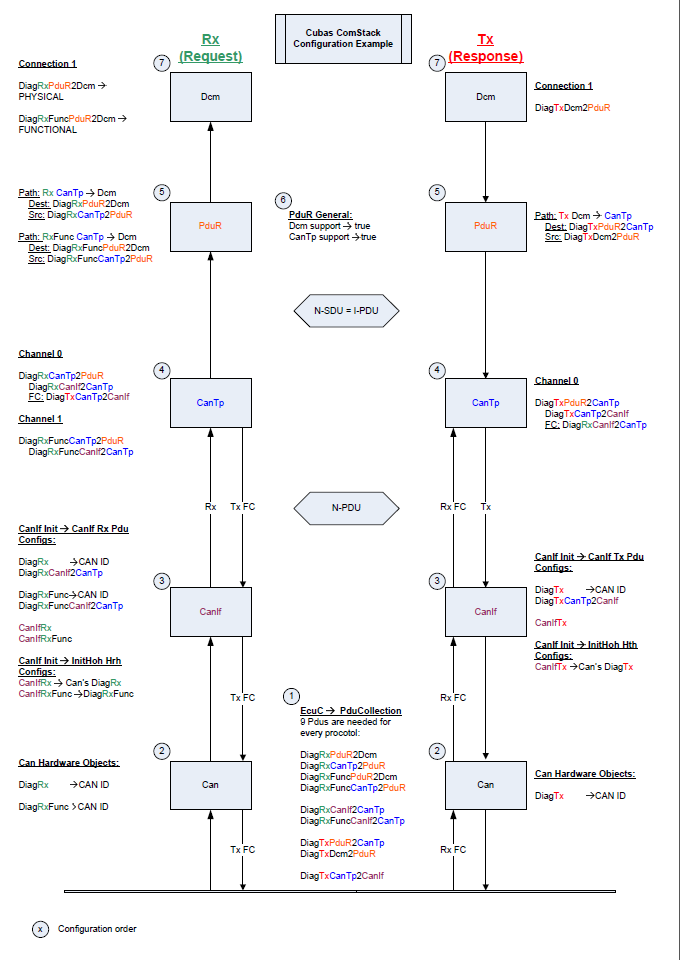 Cubas ComStack
Configuration Example
Rx
(Request)
Tx
(Response)
7
Dcm
7
Dcm
Connection 1
DiagRxPduR2Dcm →
PHYSICAL
DiagRxFuncPduR2Dcm →
FUNCTIONAL
Connection 1
DiagTxDcm2PduR
Path: Rx CanTp → Dcm
Dest: DiagRxPduR2Dcm
Src: DiagRxCanTp2PduR
Path: RxFunc CanTp → Dcm
Dest: DiagRxFuncPduR2Dcm
Src: DiagRxFuncCanTp2PduR
5
PduR
6
PduR General:
Dcm support → true
CanTp support →true
5
PduR
Path: Tx Dcm → CanTp
Dest: DiagTxPduR2CanTp
Src: DiagTxDcm2PduR
N-SDU = I-PDU
Channel 0
DiagRxCanTp2PduR
DiagRxCanIf2CanTp
FC: DiagTxCanTp2CanIf
Channel 1
DiagRxFuncCanTp2PduR
DiagRxFuncCanIf2CanTp
4
CanTp
4
CanTp
Channel 0
DiagTxPduR2CanTp
DiagTxCanTp2CanIf
FC: DiagRxCanIf2CanTp
Rx
Tx FC
N-PDU
Rx FC
Tx
CanIf Init → CanIf Rx Pdu
Configs:
DiagRx →CAN ID
DiagRxCanIf2CanTp
DiagRxFunc→CAN ID
DiagRxFuncCanIf2CanTp
CanIfRx
CanIfRxFunc
CanIf Init → InitHoh Hrh
Configs:
CanIfRx → Can's DiagRx
CanIfRxFunc →DiagRxFunc
3
CanIf
3
CanIf
CanIf Init → CanIf Tx Pdu
Configs:
DiagTx →CAN ID
DiagTxCanTp2CanIf
CanIfTx
CanIf Init → InitHoh Hth
Configs:
CanIfTx →Can's DiagTx
Tx FC
Rx FC
1
EcuC → PduCollection
9 Pdus are needed for
every procotol:
DiagRxPduR2Dcm
DiagRxCanTp2PduR
DiagRxFuncPduR2Dcm
DiagRxFuncCanTp2PduR
DiagRxCanIf2CanTp
DiagRxFuncCanIf2CanTp
DiagTxPduR2CanTp
DiagTxDcm2PduR
DiagTxCanTp2CanIf
Can Hardware Objects:
DiagRx →CAN ID
DiagRxFunc →CAN ID
2
Can
2
Can
Can Hardware Objects:
DiagTx →CAN ID
Tx FC
Rx FC
x
Configuration order